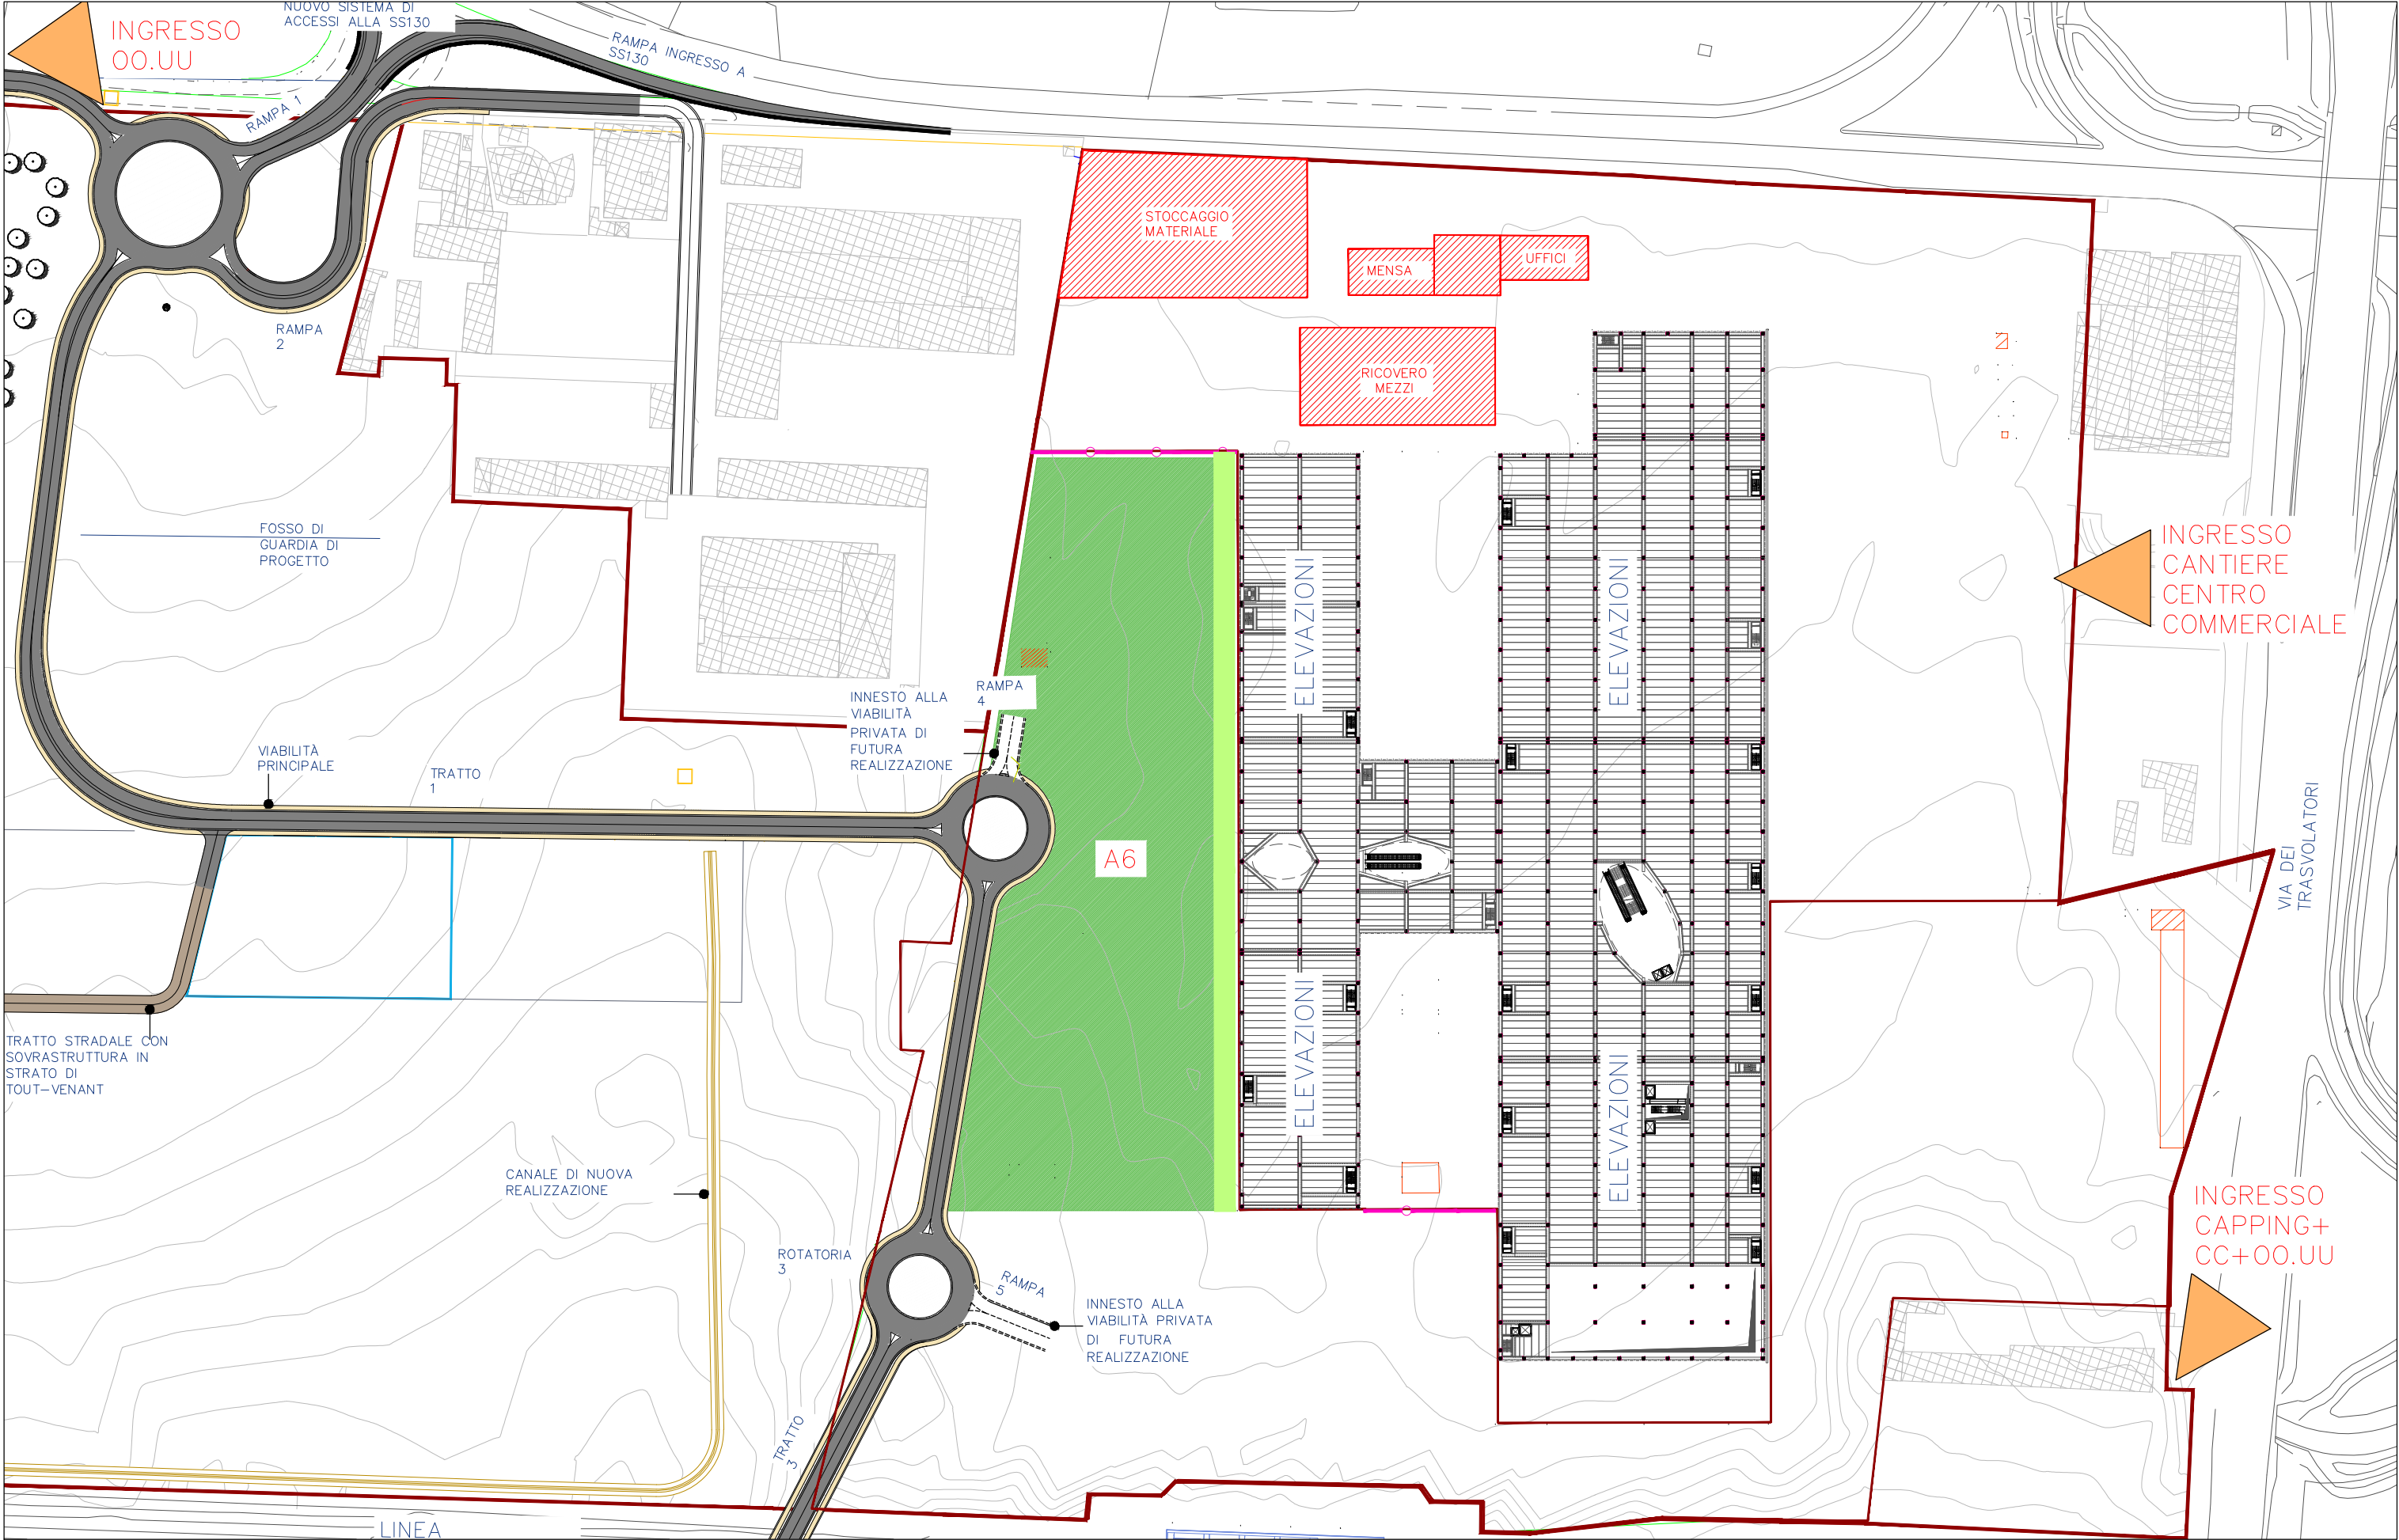 NUOVO SISTEMA DI
ACCESSI ALLA SS130
INGRESSO
OO.UU
RAMPA INGRESSO A
SS130
RAMPA 1
STOCCAGGIO
MATERIALE
MENSA
UFFICI
RAMPA
2
RICOVERO
MEZZI
FOSSO DI
GUARDIA DI
PROGETTO
INGRESSO
CANTIERE
CENTRO
COMMERCIALE
ELEVAZIONI
ELEVAZIONI
INNESTO ALLA
VIABILITÀ
PRIVATA DI
FUTURA
REALIZZAZIONE
RAMPA
4
VIABILITÀ
PRINCIPALE
TRATTO
1
A6
VIA DEI
TRASVOLATORI
TRATTO STRADALE CON
SOVRASTRUTTURA IN
STRATO DI
TOUT-VENANT
ELEVAZIONI
ELEVAZIONI
CANALE DI NUOVA
REALIZZAZIONE
INGRESSO
CAPPING+
CC+OO.UU
ROTATORIA
3
RAMPA
5
INNESTO ALLA
VIABILITÀ PRIVATA
DI FUTURA
REALIZZAZIONE
TRATTO
3
LINEA